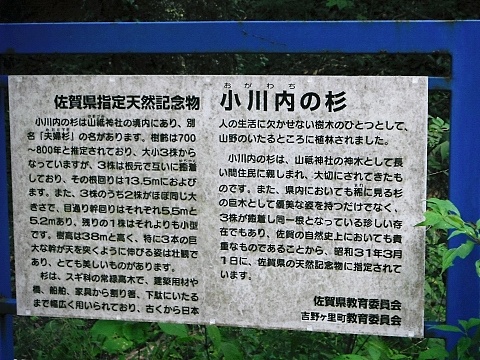 佐賀県指定天然記念物
小川内の杉
おがわち
小川内の杉は山祗神社の境内にあり、別
名「夫婦杉」の名があります。樹齢は700
〜800年と推定されており、大小3株から
なっていますが、3株は根元で互いに癒着
しており、その根回りは13.5mにおよび
ます。また、3株のうち2株がほぼ同じ大
きさで、目通り幹回りはそれぞれ5.5mと
5.2mあり、残りの1株はそれよりも小型
です。樹高は38mと高く、特に3本の巨
大な幹が天を突くように伸びる姿は壮観で
あり、とても美しいものがあります。
杉は、スギ科の常緑高木で、建築用材や
橋、船舶、家具から割り箸、下駄にいたる
まで幅広く用いられており、古くから日本
人の生活に欠かせない樹木のひとつとして、
山野のいたるところに植林されました。
小川内の杉は、山祗神社の神木として長
い間住民に親しまれ、大切にされてきたも
のです。また、県内においても稀に見る杉
の巨木として優美な姿を持つだけでなく、
3株が癒着し同一根となっている珍しい存
在でもあり、佐賀の自然史上においても貴
重なものであることから、昭和31年3月
1日に、佐賀県の天然記念物に指定されて
います。
佐賀県教育委員会
吉野ヶ里町教育委員会